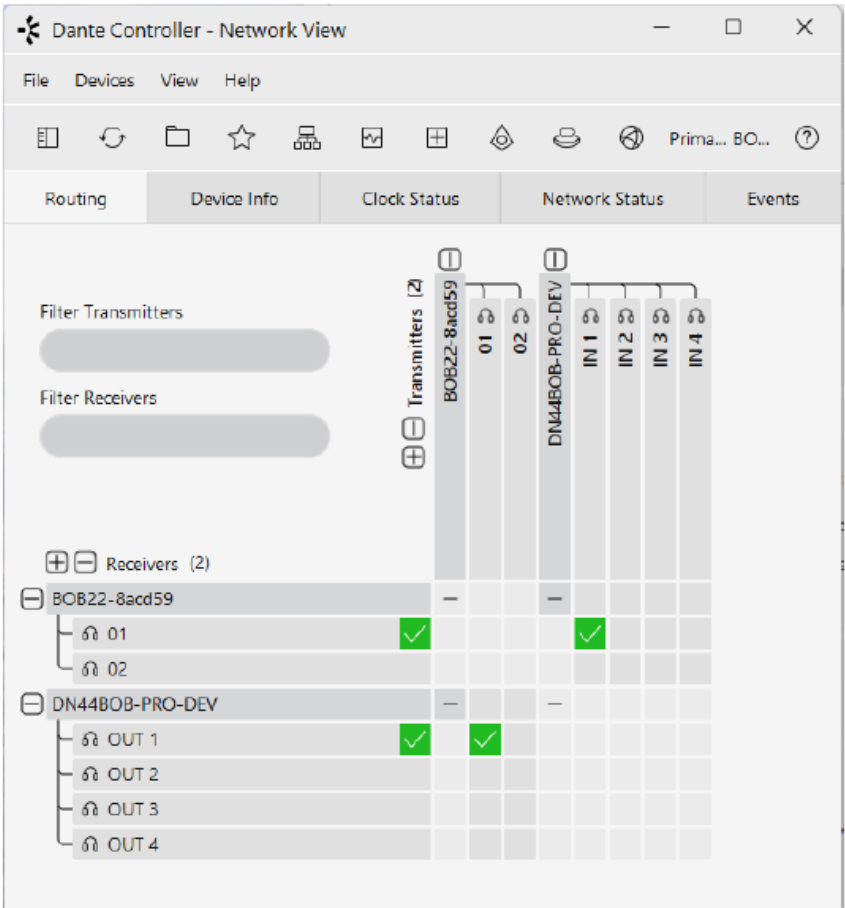 Dante Controller - Network View
File Devices View Help
Prima... BO...
Routing Device Info Clock Status Network Status Events
Filter Transmitters
Filter Receivers
Transmitters (2)
BOB22-8acd59
01
02
DN44BOB-PRO-DEV
IN 1
IN 2
IN 3
IN 4
Receivers (2)
BOB22-8acd59
01
02
DN44BOB-PRO-DEV
OUT 1
OUT 2
OUT 3
OUT 4